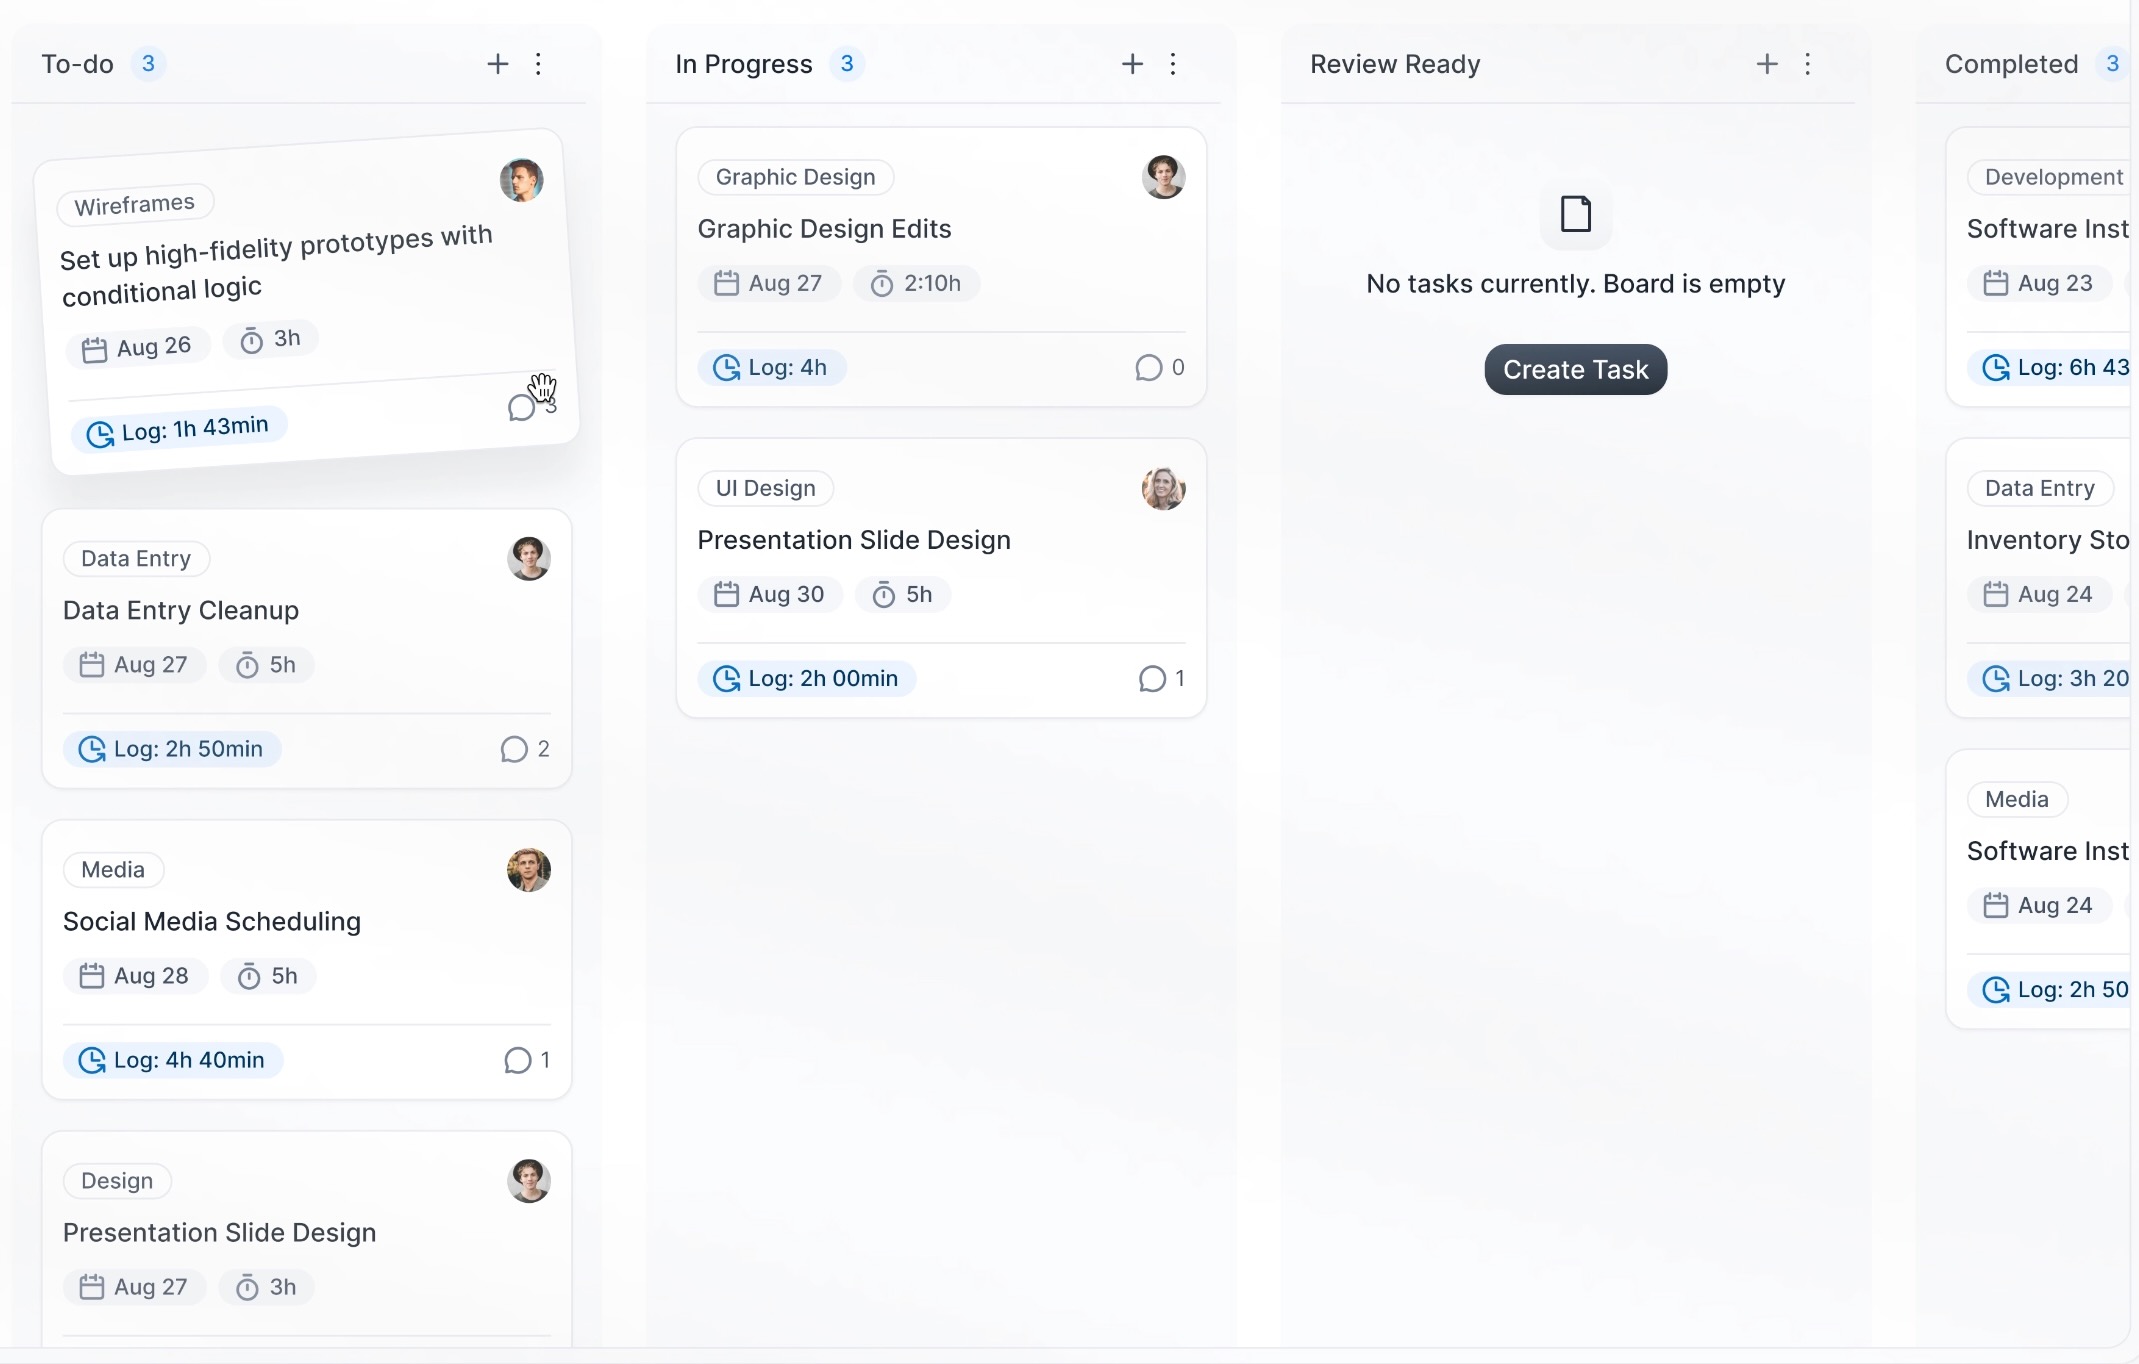 To-do 3
Wireframes
Set up high-fidelity prototypes with
conditional logic
Aug 26 3h
Log: 1h 43min 3
Data Entry
Data Entry Cleanup
Aug 27 5h
Log: 2h 50min 2
Media
Social Media Scheduling
Aug 28 5h
Log: 4h 40min 1
Design
Presentation Slide Design
Aug 27 3h
In Progress 3
Graphic Design
Graphic Design Edits
Aug 27 2:10h
Log: 4h 0
UI Design
Presentation Slide Design
Aug 30 5h
Log: 2h 00min 1
Review Ready
No tasks currently. Board is empty
Create Task
Completed 3
Development
Software Inst
Aug 23
Log: 6h 43
Data Entry
Inventory Sto
Aug 24
Log: 3h 20
Media
Software Inst
Aug 24
Log: 2h 50